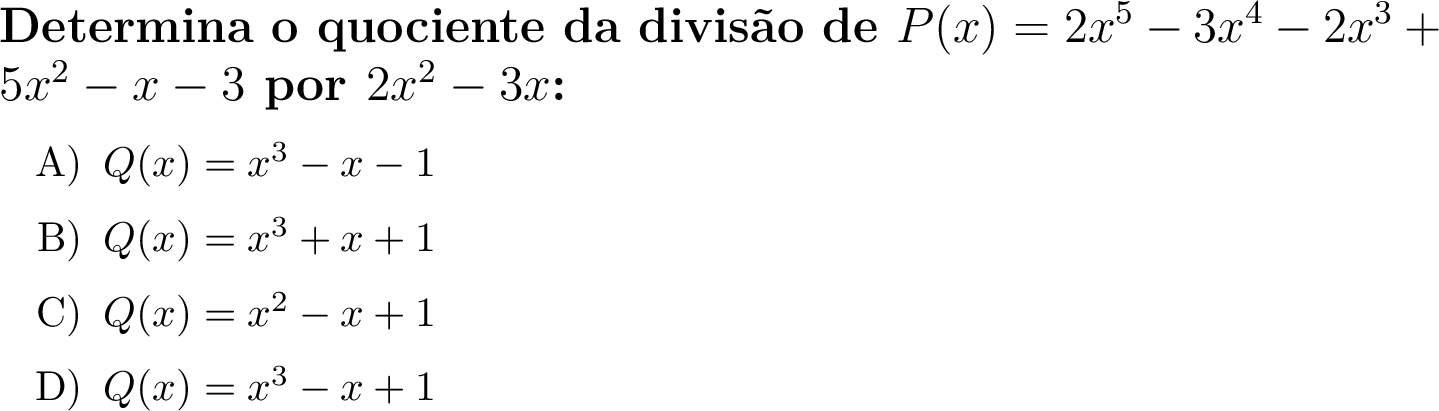 Determina o quociente da divisão de $P(x) = 2x^5 - 3x^4 - 2x^3 +$
$5x^2 - x - 3$ por $2x^2 - 3x$:
A) $Q(x) = x^3 - x - 1$
B) $Q(x) = x^3 + x + 1$
C) $Q(x) = x^2 - x + 1$
D) $Q(x) = x^3 - x + 1$